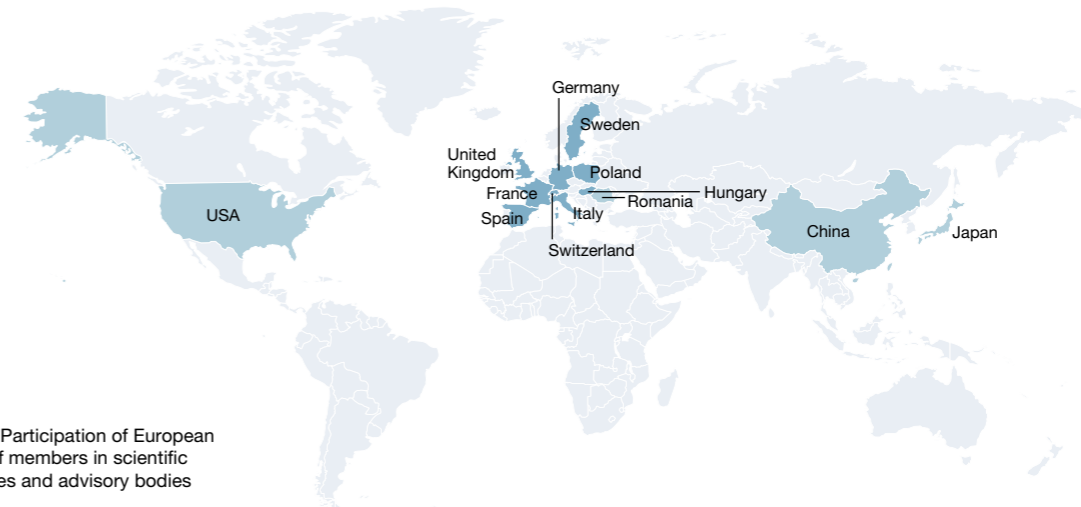 Germany
Sweden
United
Kingdom
Poland
France
Hungary
Romania
USA
Spain
Italy
China
Japan
Switzerland
Participation of European
members in scientific
and advisory bodies